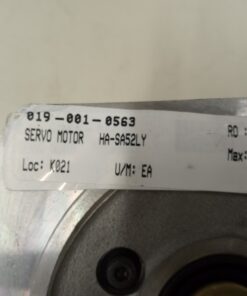 019-001-0563
SERVO MOTOR HA-SA52LY RO
Loc: K021 U/M: EA Max: